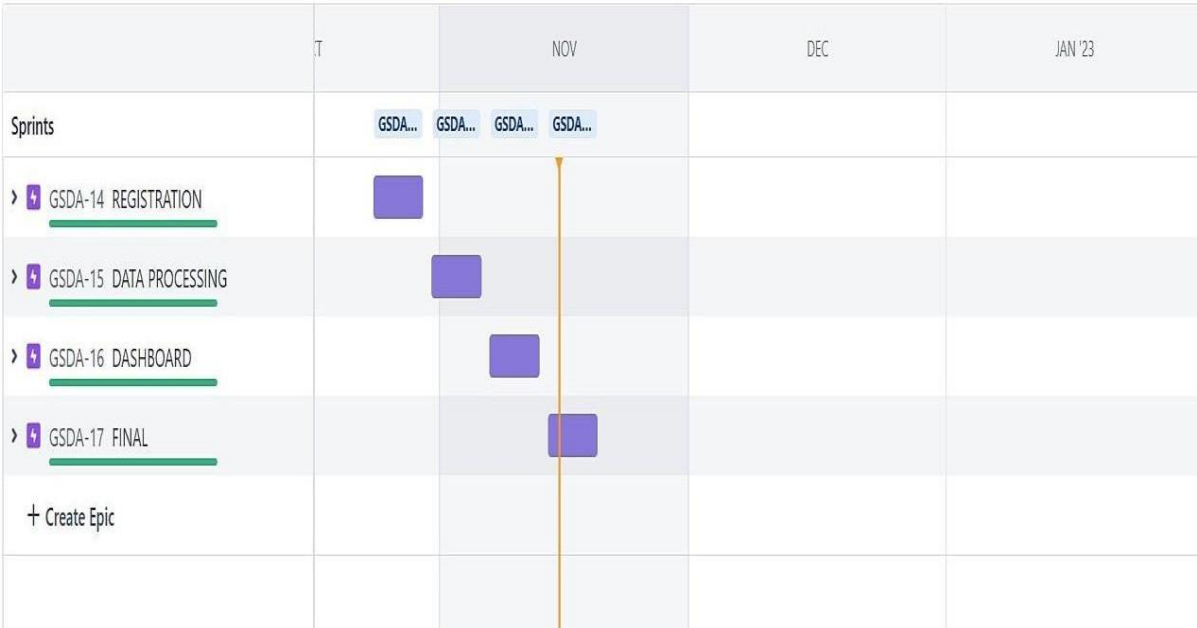 CT NOV DEC JAN '23
Sprints GSDA... GSDA... GSDA... GSDA...
GSDA-14 REGISTRATION
GSDA-15 DATA PROCESSING
GSDA-16 DASHBOARD
GSDA-17 FINAL
+ Create Epic